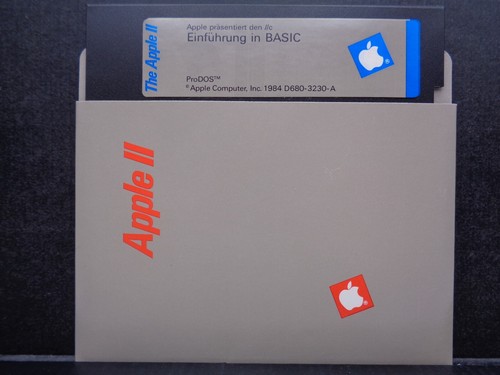 The Apple II
Apple präsentiert den //c
Einführung in BASIC
ProDOS™
© Apple Computer, Inc. 1984 D680-3230-A
Apple II